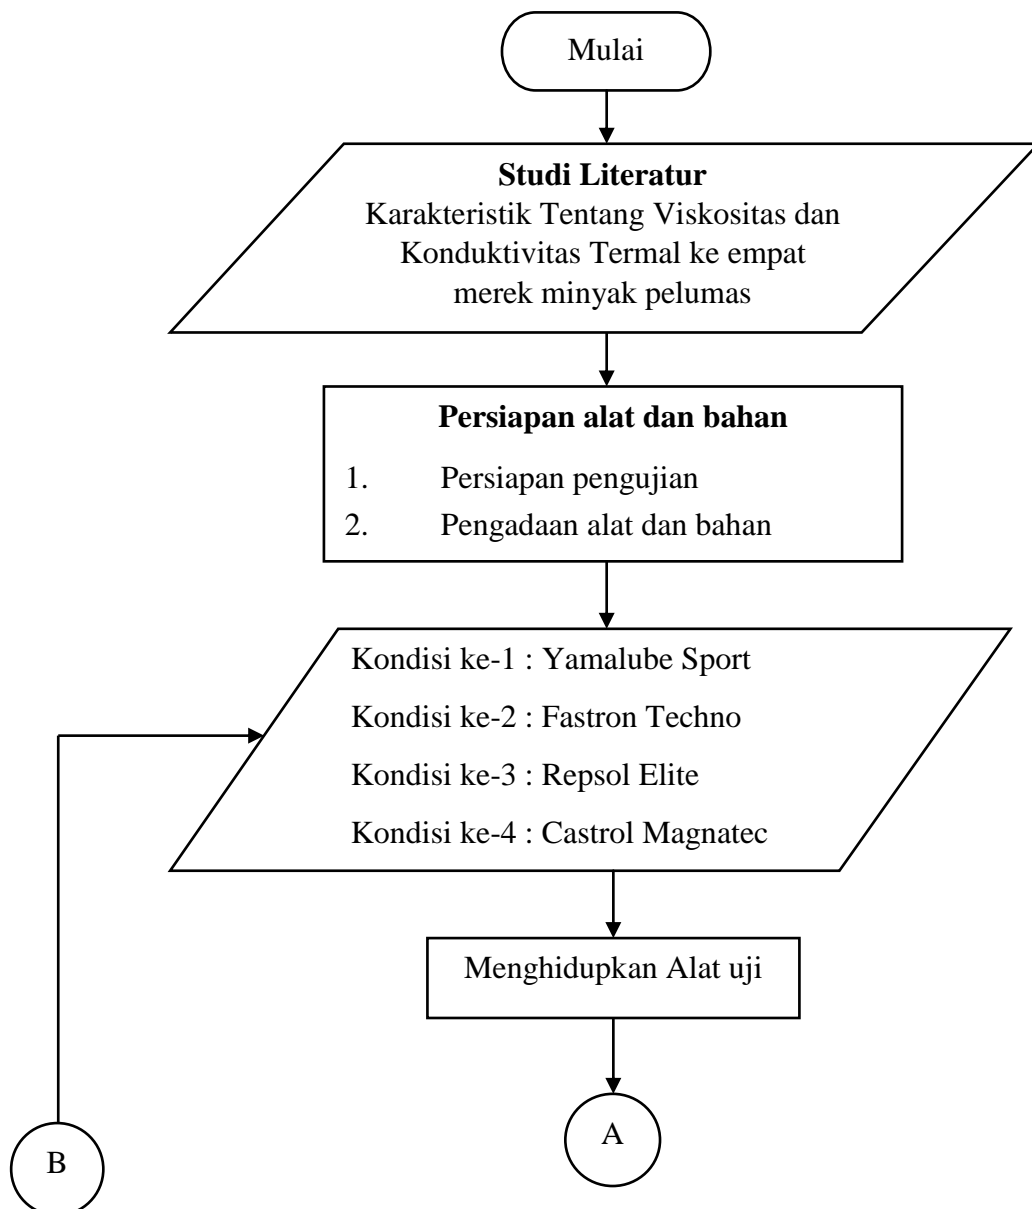 Mulai
Studi Literatur
Karakteristik Tentang Viskositas dan
Konduktivitas Termal ke empat
merek minyak pelumas
Persiapan alat dan bahan
1. Persiapan pengujian
2. Pengadaan alat dan bahan
Kondisi ke-1 : Yamalube Sport
Kondisi ke-2 : Fastron Techno
Kondisi ke-3 : Repsol Elite
Kondisi ke-4 : Castrol Magnatec
Menghidupkan Alat uji
A
B